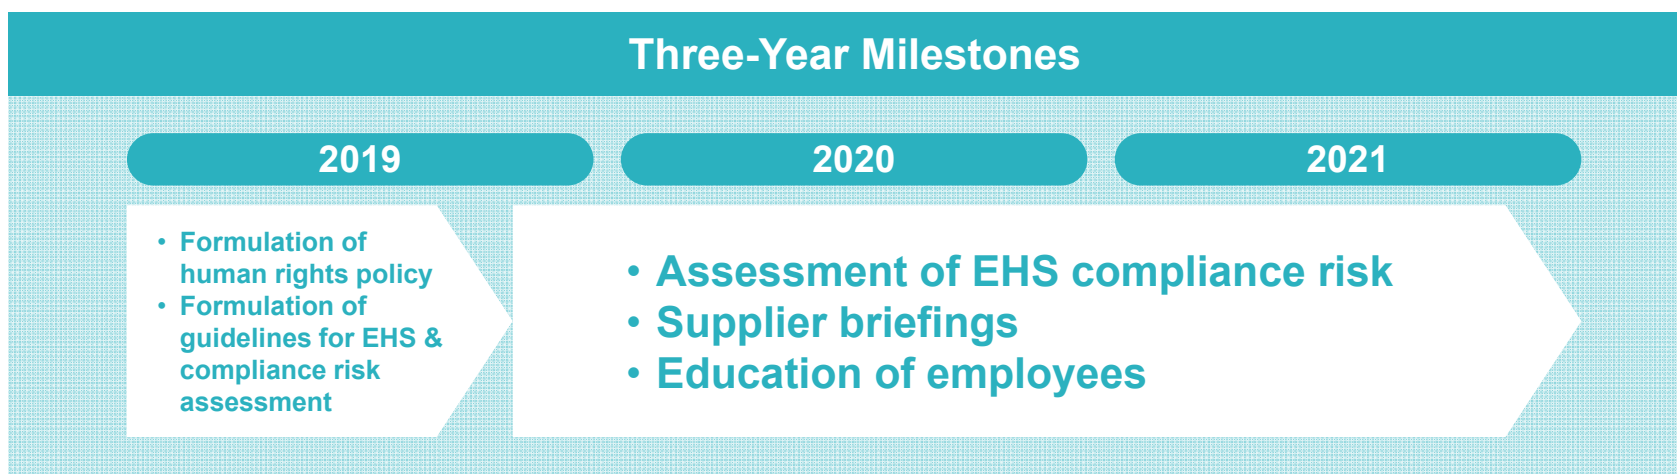 Three-Year Milestones
2019
2020
2021
• Formulation of
human rights policy
• Formulation of
guidelines for EHS &
compliance risk
assessment
• Assessment of EHS compliance risk
• Supplier briefings
• Education of employees